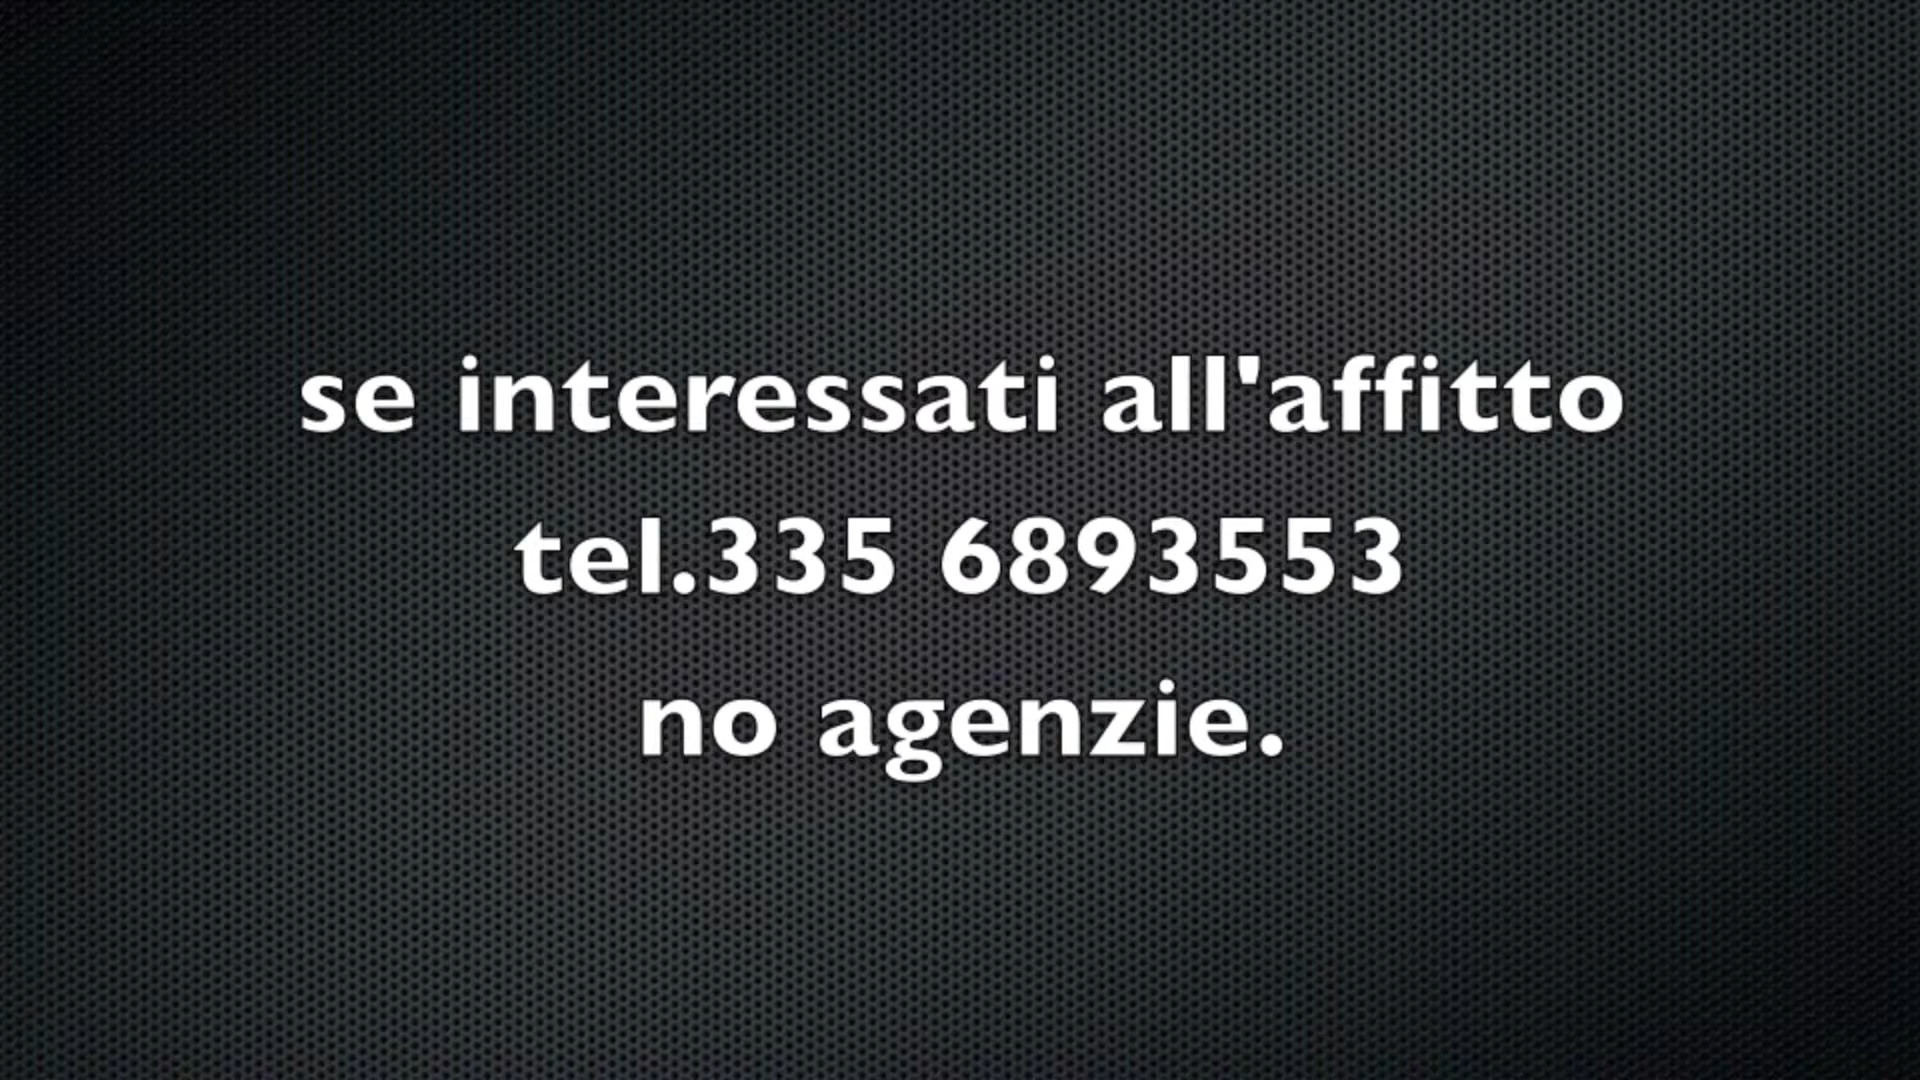 se interessati all'affitto
tel.335 6893553
no agenzie.